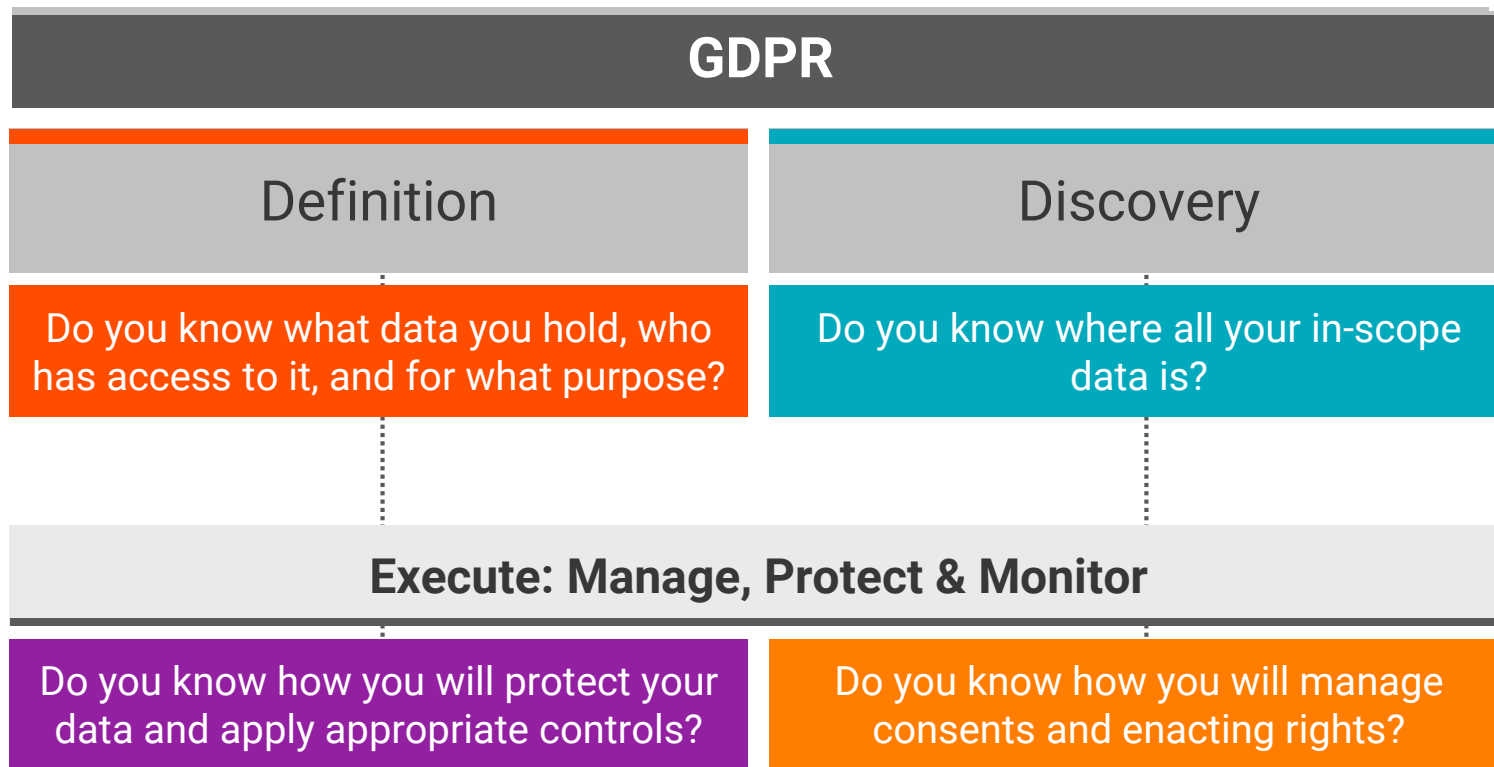 GDPR
Definition
Discovery
Do you know what data you hold, who
has access to it, and for what purpose?
Do you know where all your in-scope
data is?
Execute: Manage, Protect & Monitor
Do you know how you will protect your
data and apply appropriate controls?
Do you know how you will manage
consents and enacting rights?